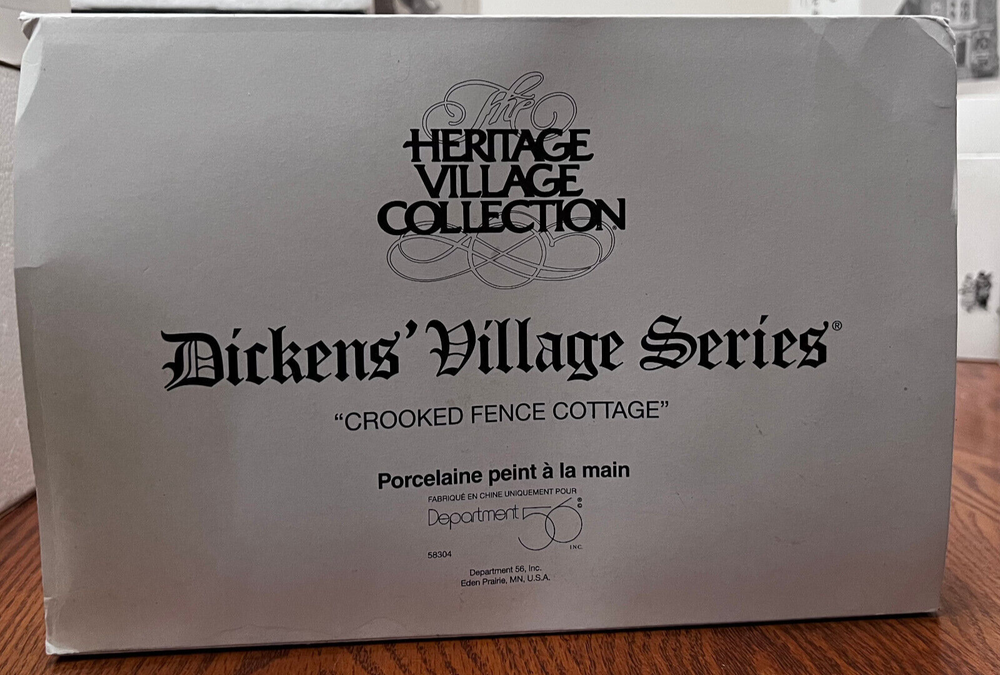 The
HERITAGE
VILLAGE
COLLECTION
Dickens' Village Series®
“CROOKED FENCE COTTAGE”
Porcelaine peint à la main
FABRIQUÉ EN CHINE UNIQUEMENT POUR
Department 56 ®©
INC.
58304
Department 56, Inc.
Eden Prairie, MN, U.S.A.